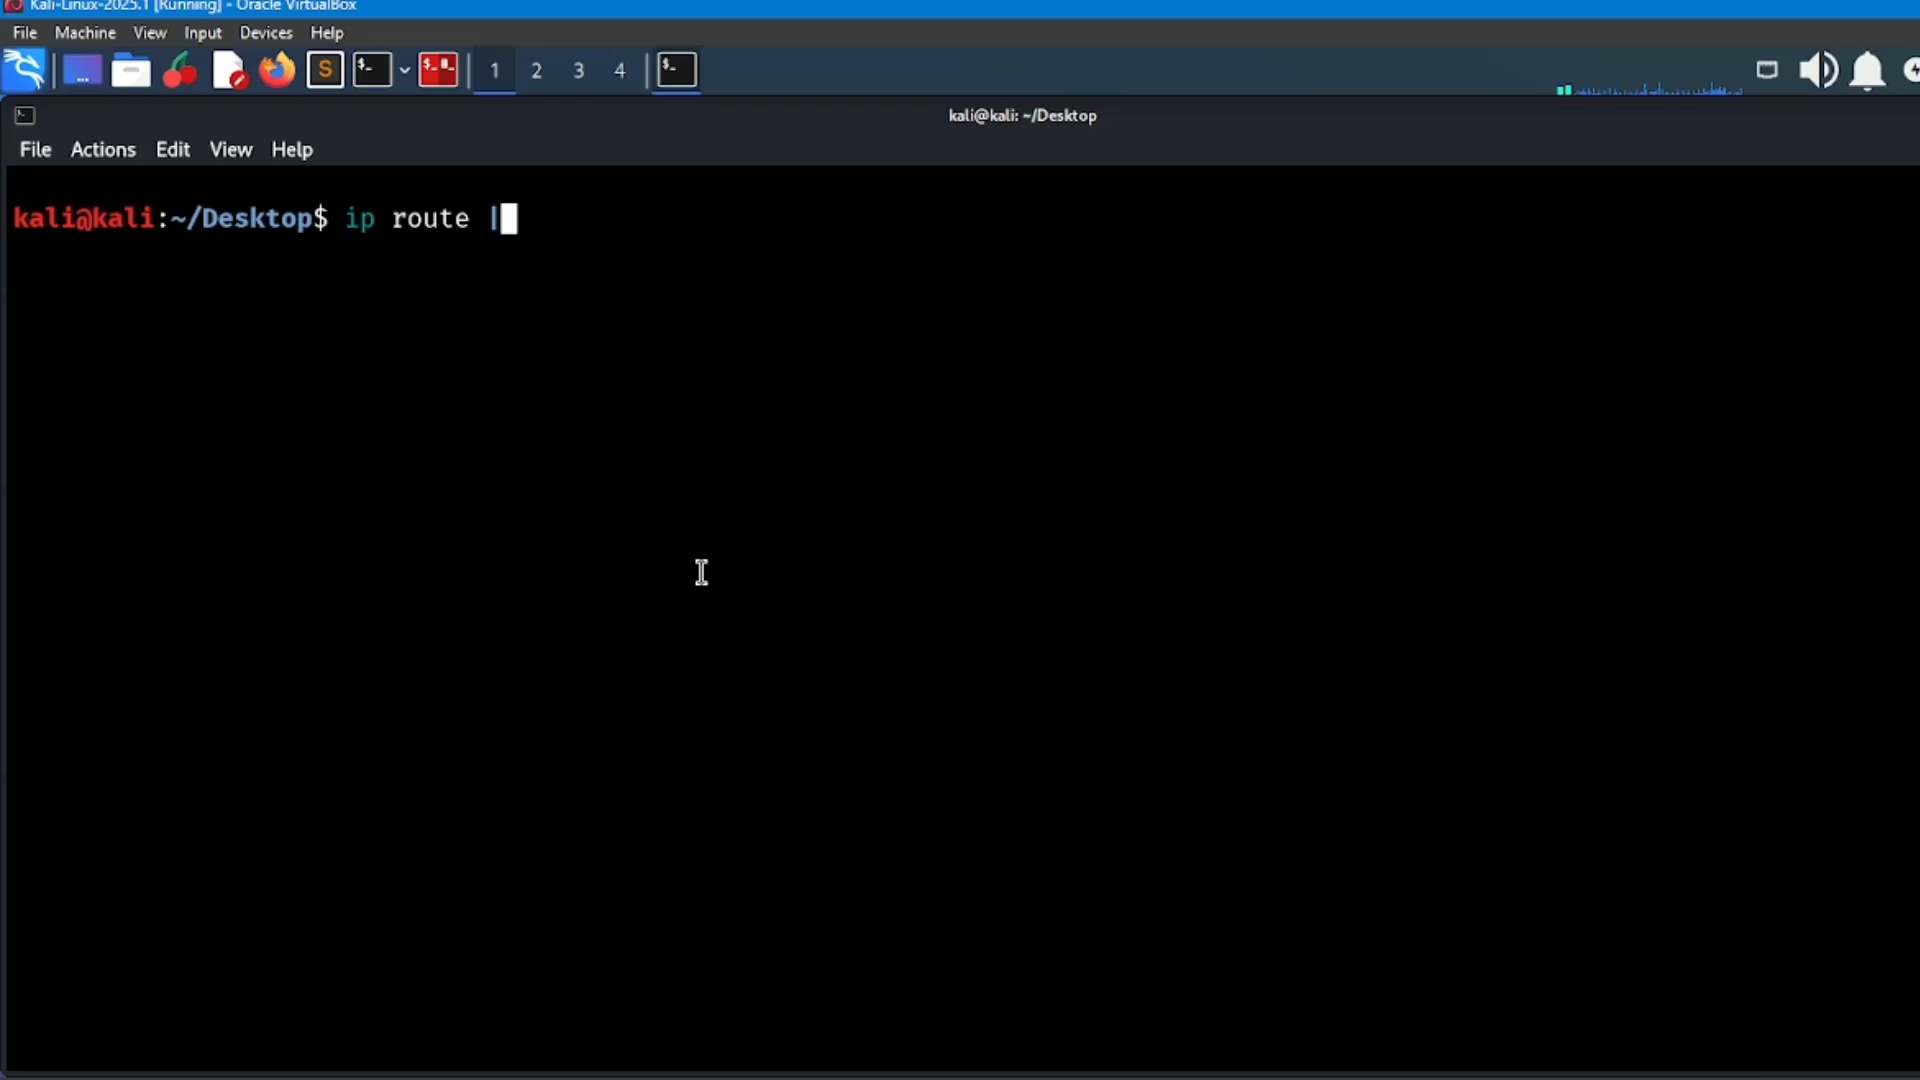 Kali-Linux-2025.1 [Running] - Oracle VirtualBox
File Machine View Input Devices Help
... S $_ $_ 1 2 3 4 $_
kali@kali: ~/Desktop
File Actions Edit View Help
kali@kali:~/Desktop$ ip route |